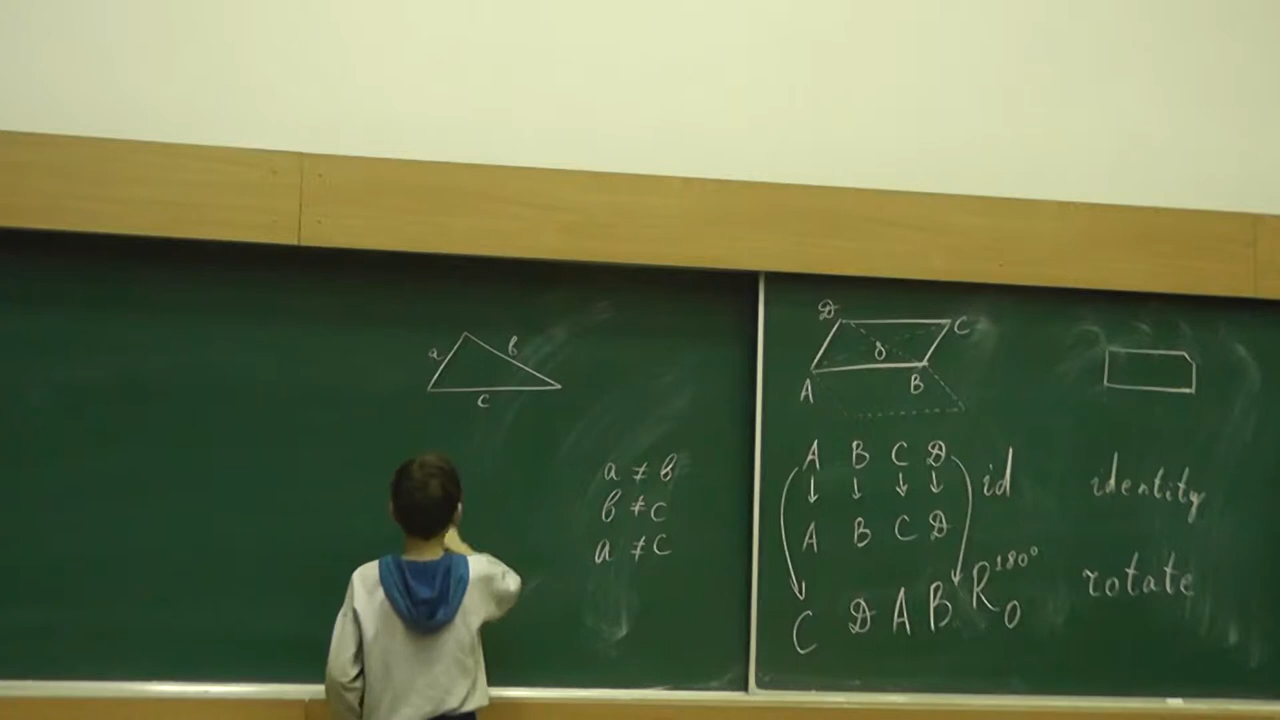 a b
c
a ≠ b
b ≠ c
a ≠ c
D C
O
A B
A B C D id
↓ ↓ ↓ ↓
A B C D
C D A B R 180° O
identity
rotate